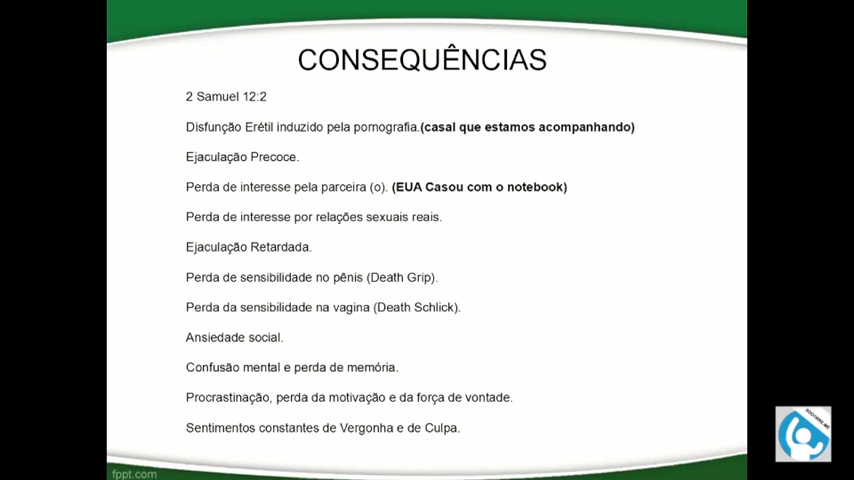 CONSEQUÊNCIAS
2 Samuel 12:2
Disfunção Erétil induzido pela pornografia.(casal que estamos acompanhando)
Ejaculação Precoce.
Perda de interesse pela parceira (o). (EUA Casou com o notebook)
Perda de interesse por relações sexuais reais.
Ejaculação Retardada.
Perda de sensibilidade no pênis (Death Grip).
Perda da sensibilidade na vagina (Death Schlick).
Ansiedade social.
Confusão mental e perda de memória.
Procrastinação, perda da motivação e da força de vontade.
Sentimentos constantes de Vergonha e de Culpa.
fppt.com